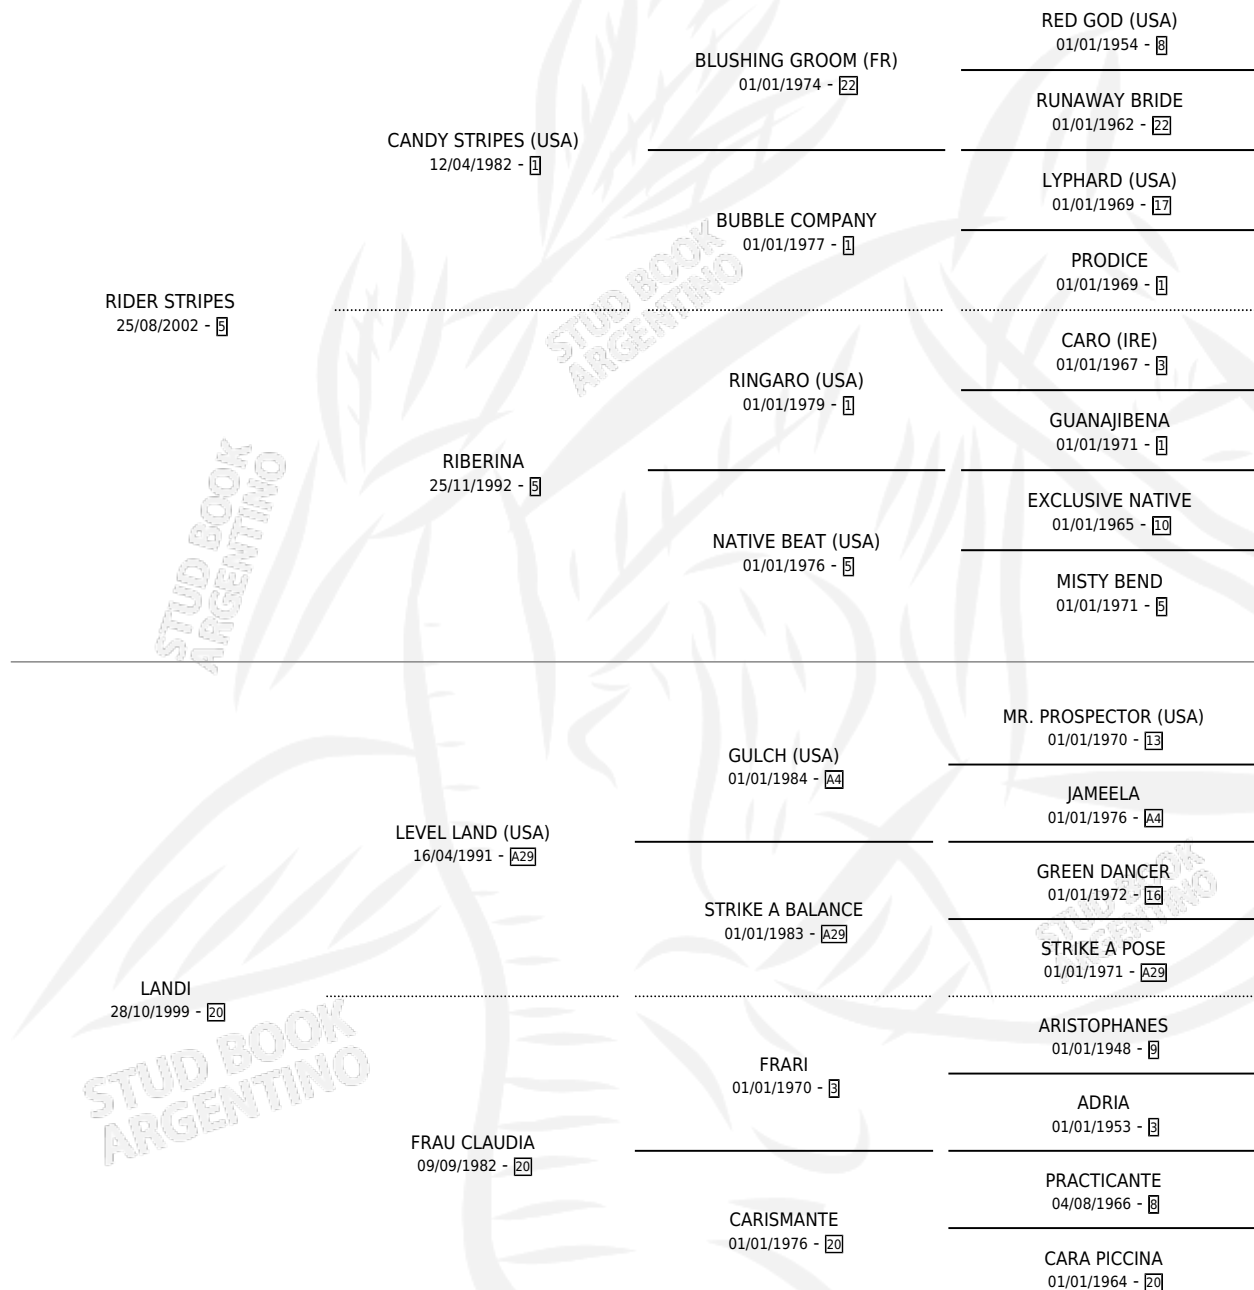 RED GOD (USA)
01/01/1954 - 8
BLUSHING GROOM (FR)
01/01/1974 - 22
RUNAWAY BRIDE
01/01/1962 - 22
CANDY STRIPES (USA)
12/04/1982 - 1
LYPHARD (USA)
01/01/1969 - 17
BUBBLE COMPANY
01/01/1977 - 1
PRODICE
01/01/1969 - 1
RIDER STRIPES
25/08/2002 - 5
CARO (IRE)
01/01/1967 - 3
RINGARO (USA)
01/01/1979 - 1
GUANAJIBENA
01/01/1971 - 1
RIBERINA
25/11/1992 - 5
EXCLUSIVE NATIVE
01/01/1965 - 10
NATIVE BEAT (USA)
01/01/1976 - 5
MISTY BEND
01/01/1971 - 5
MR. PROSPECTOR (USA)
01/01/1970 - 13
GULCH (USA)
01/01/1984 - A4
JAMEELA
01/01/1976 - A4
LEVEL LAND (USA)
16/04/1991 - A29
GREEN DANCER
01/01/1972 - 16
STRIKE A BALANCE
01/01/1983 - A29
STRIKE A POSE
01/01/1971 - A29
LANDI
28/10/1999 - 20
ARISTOPHANES
01/01/1948 - 9
FRARI
01/01/1970 - 3
ADRIA
01/01/1953 - 3
FRAU CLAUDIA
09/09/1982 - 20
PRACTICANTE
04/08/1966 - 8
CARISMANTE
01/01/1976 - 20
CARA PICCINA
01/01/1964 - 20
STUD BOOK
ARGENTINO
STUD BOOK
ARGENTINO
STUD BOOK
ARGENTINO
STUD BOOK
ARGENTINO